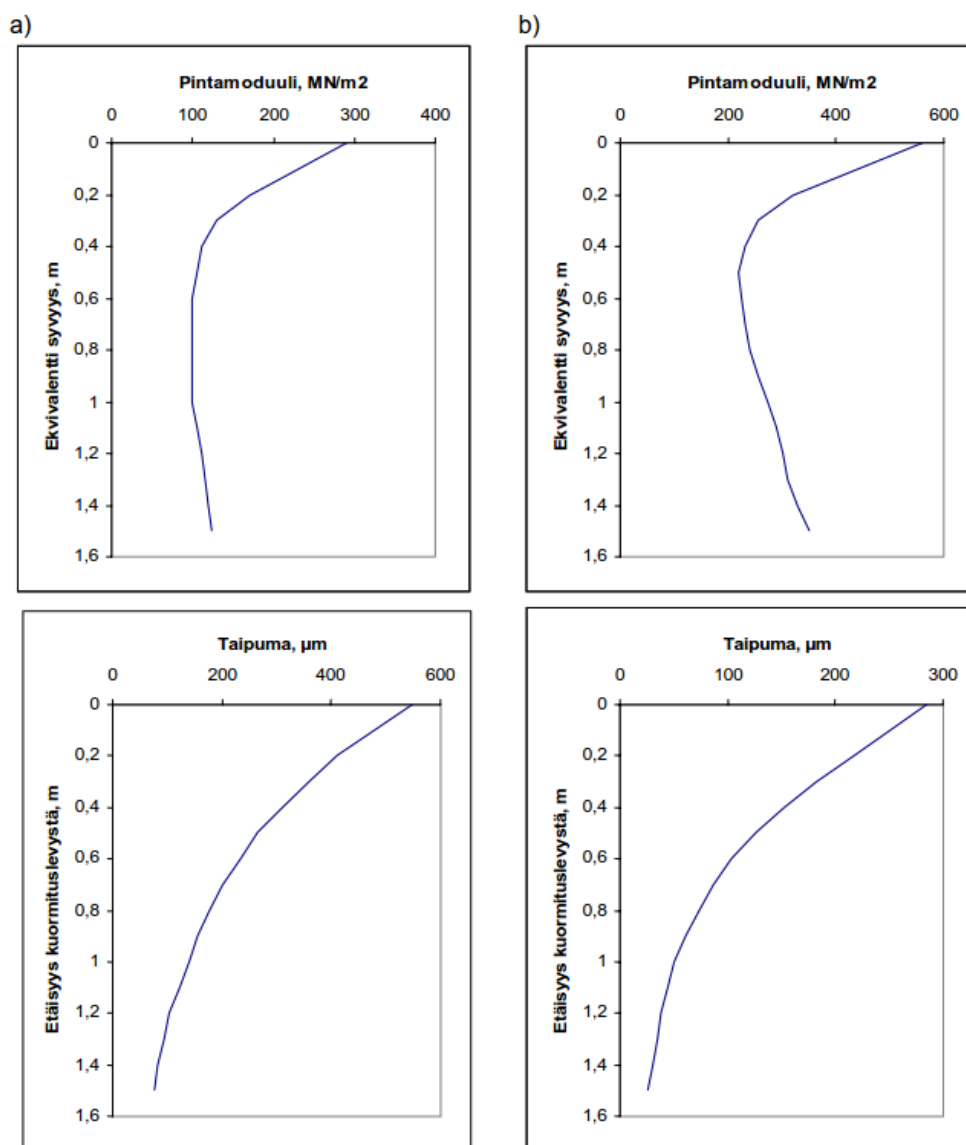 a)
b)
Pintamoduuli, MN/m2
0 100 200 300 400
0
0,2
0,4
0,6
0,8
1
1,2
1,4
1,6
Ekvivalentti syvyys, m
Pintamoduuli, MN/m2
0 200 400 600
0
0,2
0,4
0,6
0,8
1
1,2
1,4
1,6
Ekvivalentti syvyys, m
Taipuma, µm
0 200 400 600
0
0,2
0,4
0,6
0,8
1
1,2
1,4
1,6
Etäisyys kuormituslevystä, m
Taipuma, µm
0 100 200 300
0
0,2
0,4
0,6
0,8
1
1,2
1,4
1,6
Etäisyys kuormituslevystä, m